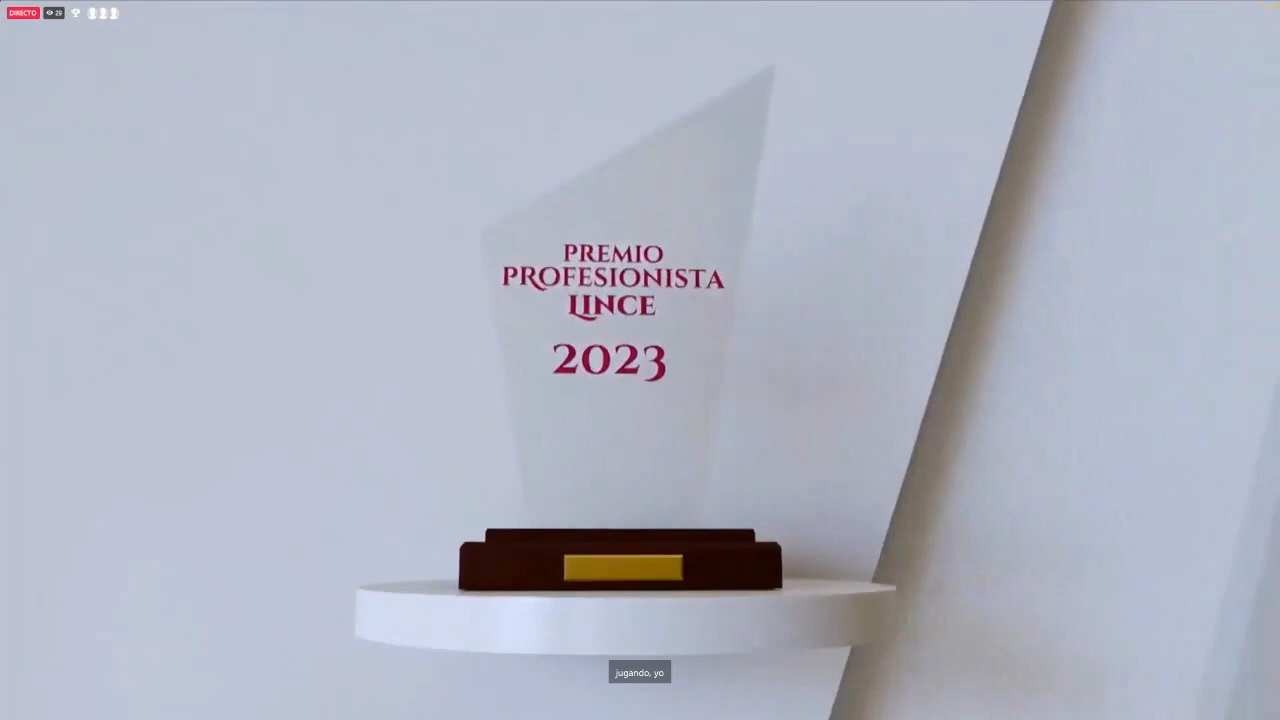 DIRECTO 29
PREMIO
PROFESIONISTA
LINCE
2023
jugando, yo